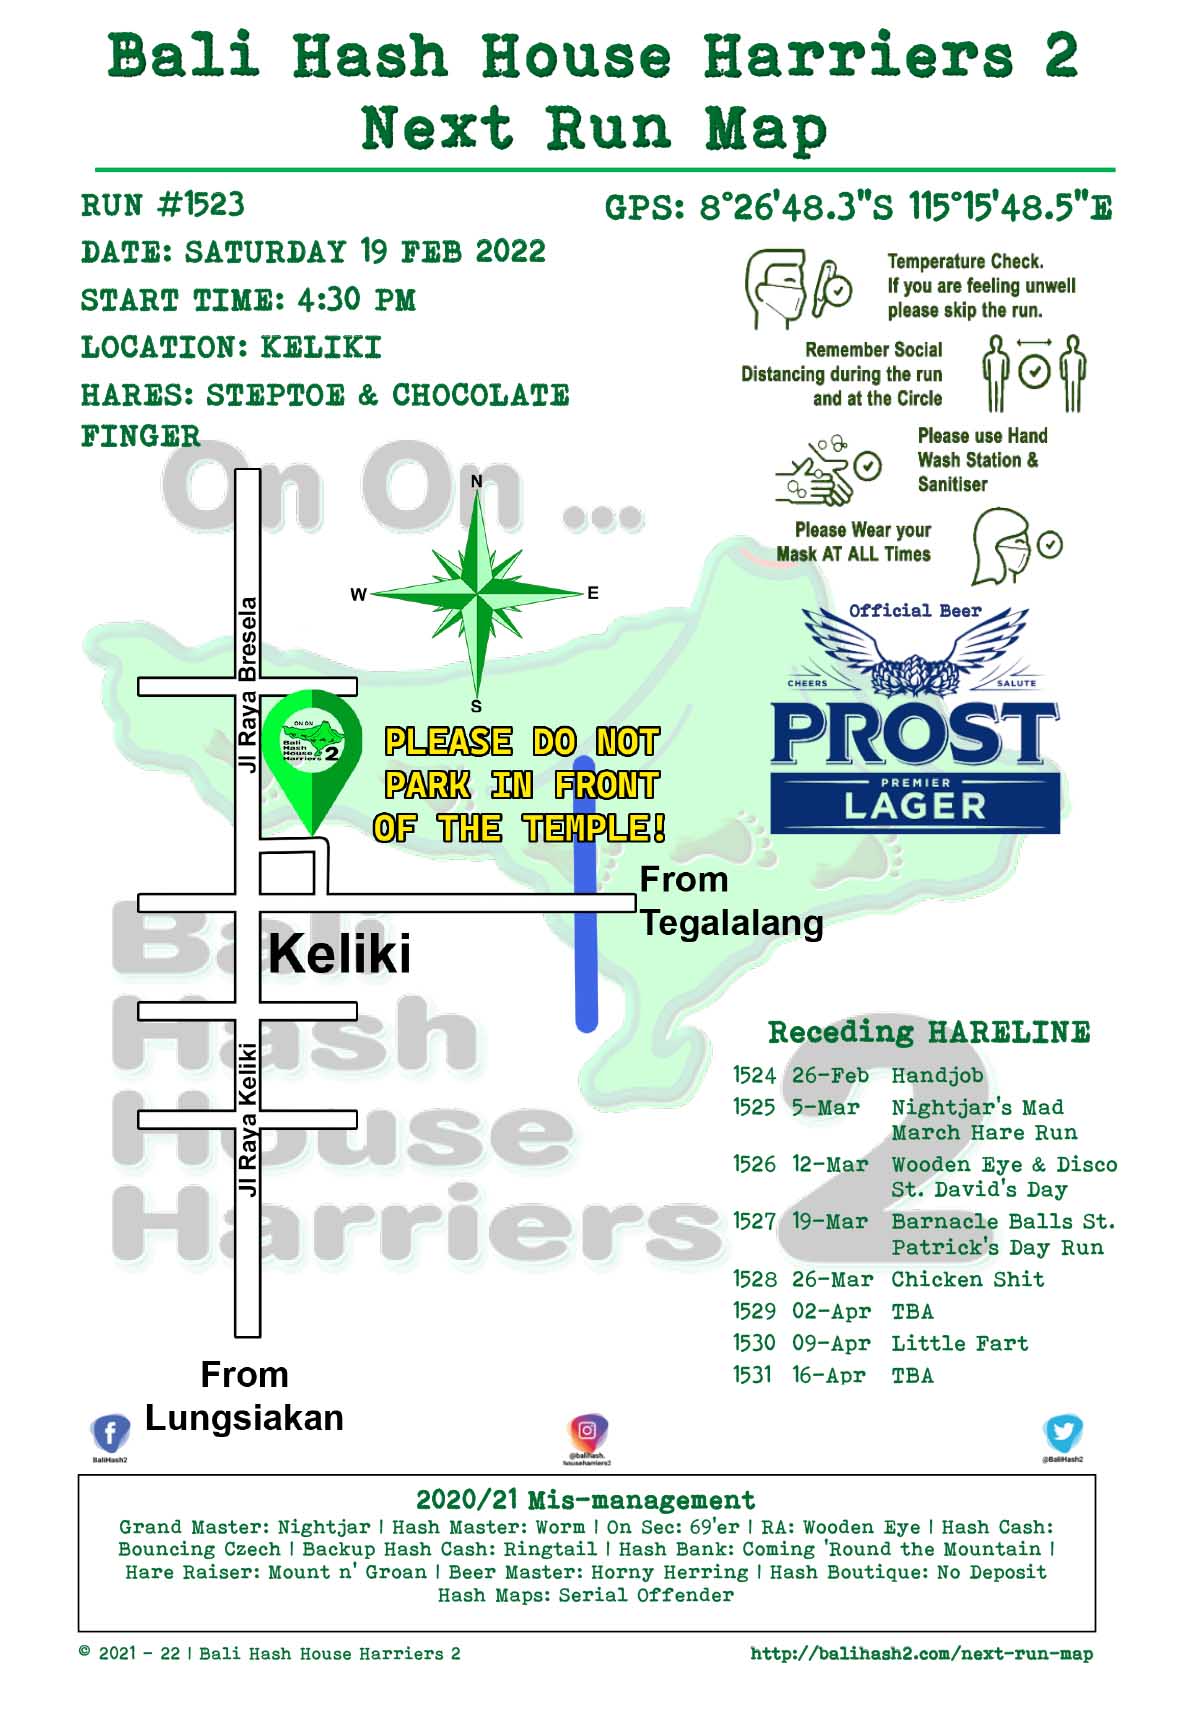 Bali Hash House Harriers 2
Next Run Map
RUN #1523
DATE: SATURDAY 19 FEB 2022
START TIME: 4:30 PM
LOCATION: KELIKI
HARES: STEPTOE & CHOCOLATE
FINGER
GPS: 8°26'48.3"S 115°15'48.5"E
Temperature Check.
If you are feeling unwell
please skip the run.
Remember Social
Distancing during the run
and at the Circle
Please use Hand
Wash Station &
Sanitiser
Please Wear your
Mask AT ALL Times
On On ...
N
W
E
S
Official Beer
CHEERS
SALUTE
PROST
PREMIER
LAGER
Jl Raya Bresela
ON ON
Bali
Hash
House
Harriers 2
PLEASE DO NOT
PARK IN FRONT
OF THE TEMPLE!
From
Tegalalang
Keliki
Bali
Hash
House
Harriers 2
Jl Raya Keliki
From
Lungsiakan
Receding HARELINE
1524 26-Feb Handjob
1525 5-Mar Nightjar's Mad
March Hare Run
1526 12-Mar Wooden Eye & Disco
St. David's Day
1527 19-Mar Barnacle Balls St.
Patrick's Day Run
1528 26-Mar Chicken Shit
1529 02-Apr TBA
1530 09-Apr Little Fart
1531 16-Apr TBA
BaliHash2
@balihash.
househarriers2
@BaliHash2
2020/21 Mis-management
Grand Master: Nightjar | Hash Master: Worm | On Sec: 69'er | RA: Wooden Eye | Hash Cash:
Bouncing Czech | Backup Hash Cash: Ringtail | Hash Bank: Coming 'Round the Mountain |
Hare Raiser: Mount n' Groan | Beer Master: Horny Herring | Hash Boutique: No Deposit
Hash Maps: Serial Offender
© 2021 - 22 | Bali Hash House Harriers 2
http://balihash2.com/next-run-map